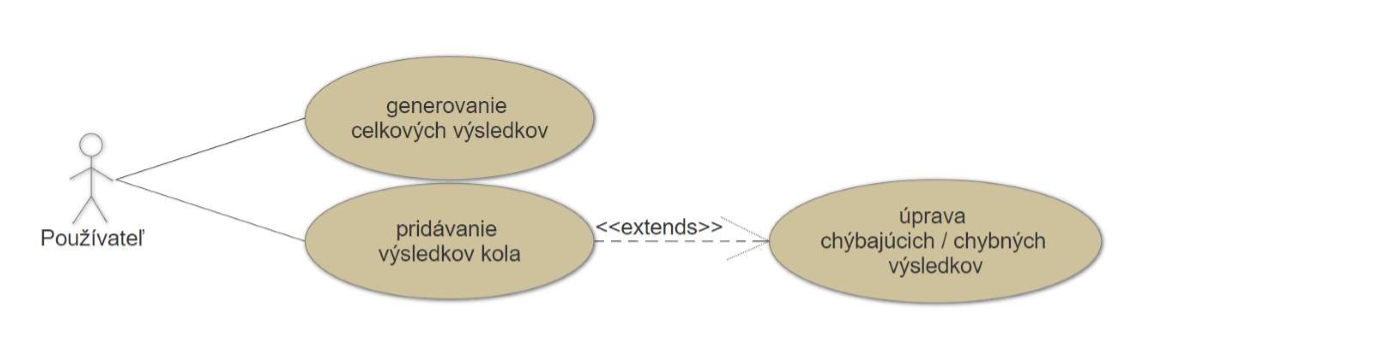 generovanie
celkových výsledkov
Používateľ
pridávanie
výsledkov kola
<<extends>>
úprava
chýbajúcich / chybných
výsledkov